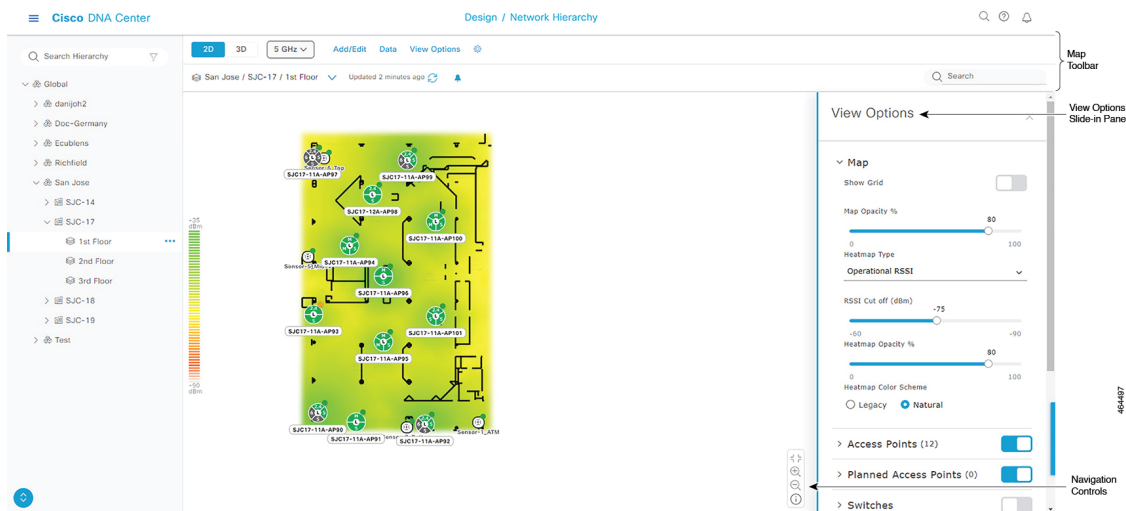 Cisco DNA Center
Design / Network Hierarchy
2D 3D 5 GHz Add/Edit Data View Options
Search Hierarchy
San Jose / SJC-17 / 1st Floor Updated 2 minutes ago
Search
Map
Toolbar
Global
danijoh2
Doc-Germany
Ecublens
Richfield
San Jose
SJC-14
SJC-17
1st Floor
2nd Floor
3rd Floor
SJC-18
SJC-19
Test
-35
dBm
-90
dBm
SJC17-11A-AP97
SJC17-11A-AP99
SJC17-12A-AP98
SJC17-11A-AP100
SJC17-11A-AP94
SJC17-11A-AP96
SJC17-11A-AP93
SJC17-11A-AP101
SJC17-11A-AP95
SJC17-11A-AP90
SJC17-11A-AP91
SJC17-11A-AP92
Sensor-1_ATM
View Options
View Options
Slide-in Pane
Map
Show Grid
Map Opacity %
80
0 100
Heatmap Type
Operational RSSI
RSSI Cut off (dBm)
-75
-60 -90
Heatmap Opacity %
80
0 100
Heatmap Color Scheme
Legacy Natural
Access Points (12)
Planned Access Points (0)
Switches
Navigation
Controls
464497